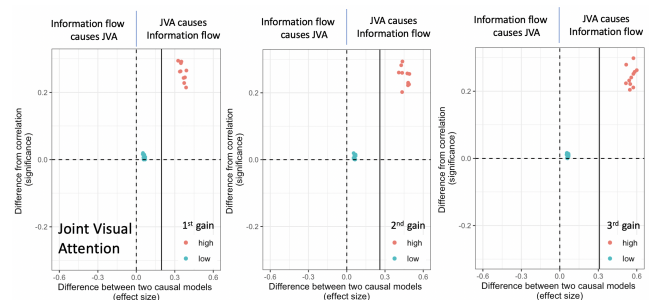 Information flow
causes JVA
JVA causes
Information flow
Difference from correlation
(significance)
0.2
0.0
-0.2
Joint Visual
Attention
1st gain
high
low
-0.6
-0.3
0.0
0.3
0.6
Difference between two causal models
(effect size)
Information flow
causes JVA
JVA causes
Information flow
Difference from correlation
(significance)
0.2
0.0
-0.2
2nd gain
high
low
-0.6
-0.3
0.0
0.3
0.6
Difference between two causal models
(effect size)
Information flow
causes JVA
JVA causes
Information flow
Difference from correlation
(significance)
0.2
0.0
-0.2
3rd gain
high
low
-0.6
-0.3
0.0
0.3
0.6
Difference between two causal models
(effect size)